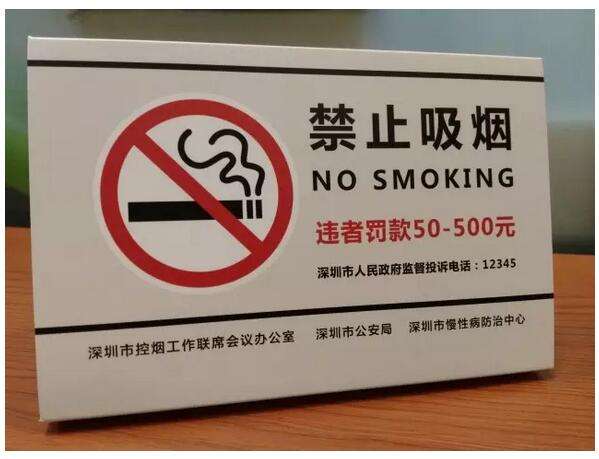 禁止吸烟
NO SMOKING
违者罚款50-500元
深圳市人民政府监督投诉电话：12345
深圳市控烟工作联席会议办公室 深圳市公安局 深圳市慢性病防治中心